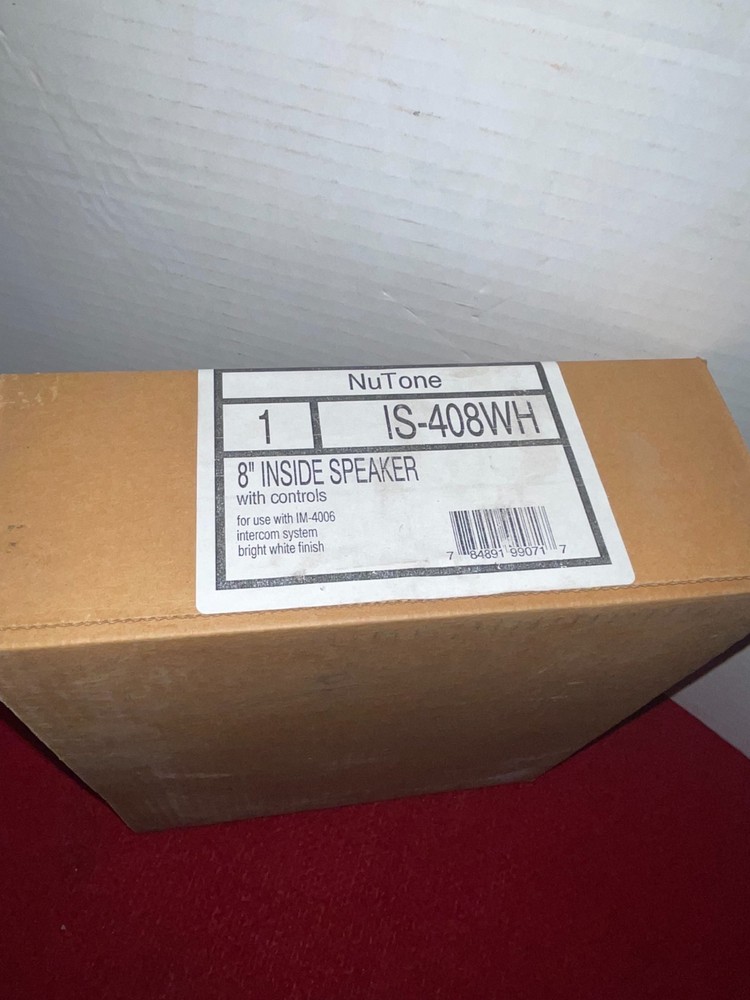 NuTone
1 IS-408WH
8" INSIDE SPEAKER
with controls
for use with IM-4006
intercom system
bright white finish
7 84891 99071 7